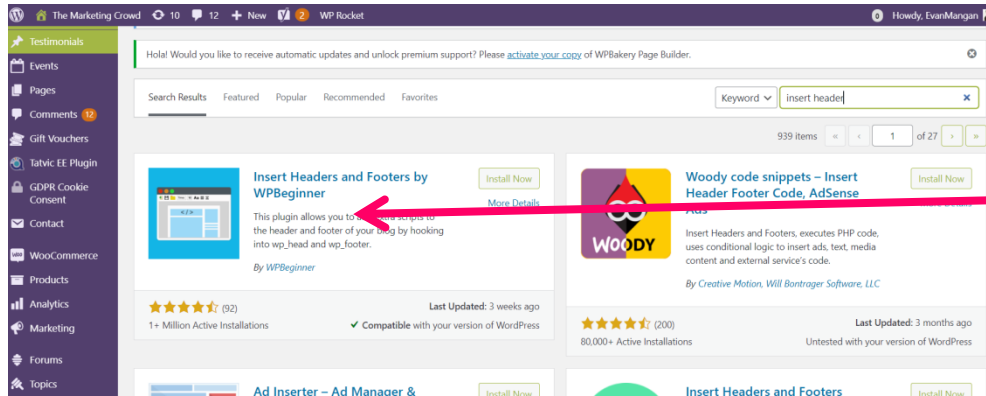 The Marketing Crowd 10 12 + New 2 WP Rocket 0 Howdy, EvanMangan
Testimonials
Events
Pages
Comments 12
Gift Vouchers
Tatvic EE Plugin
GDPR Cookie
Consent
Contact
WooCommerce
Products
Analytics
Marketing
Forums
Topics
Hola! Would you like to receive automatic updates and unlock premium support? Please activate your copy of WPBakery Page Builder.
Search Results Featured Popular Recommended Favorites Keyword insert header ×
939 items « ‹ 1 of 27 › »
Insert Headers and Footers by
WPBeginner
Install Now
More Details
This plugin allows you to add extra scripts to
the header and footer of your blog by hooking
into wp_head and wp_footer.
By WPBeginner
(92)
1+ Million Active Installations
Last Updated: 3 weeks ago
✓ Compatible with your version of WordPress
WOODY
Woody code snippets – Insert
Header Footer Code, AdSense
Ads
Install Now
Insert Headers and Footers, executes PHP code,
uses conditional logic to insert ads, text, media
content and external service's code.
By Creative Motion, Will Bontrager Software, LLC
(200)
80,000+ Active Installations
Last Updated: 3 months ago
Untested with your version of WordPress
Ad Inserter – Ad Manager &
Install Now
Insert Headers and Footers
Install Now